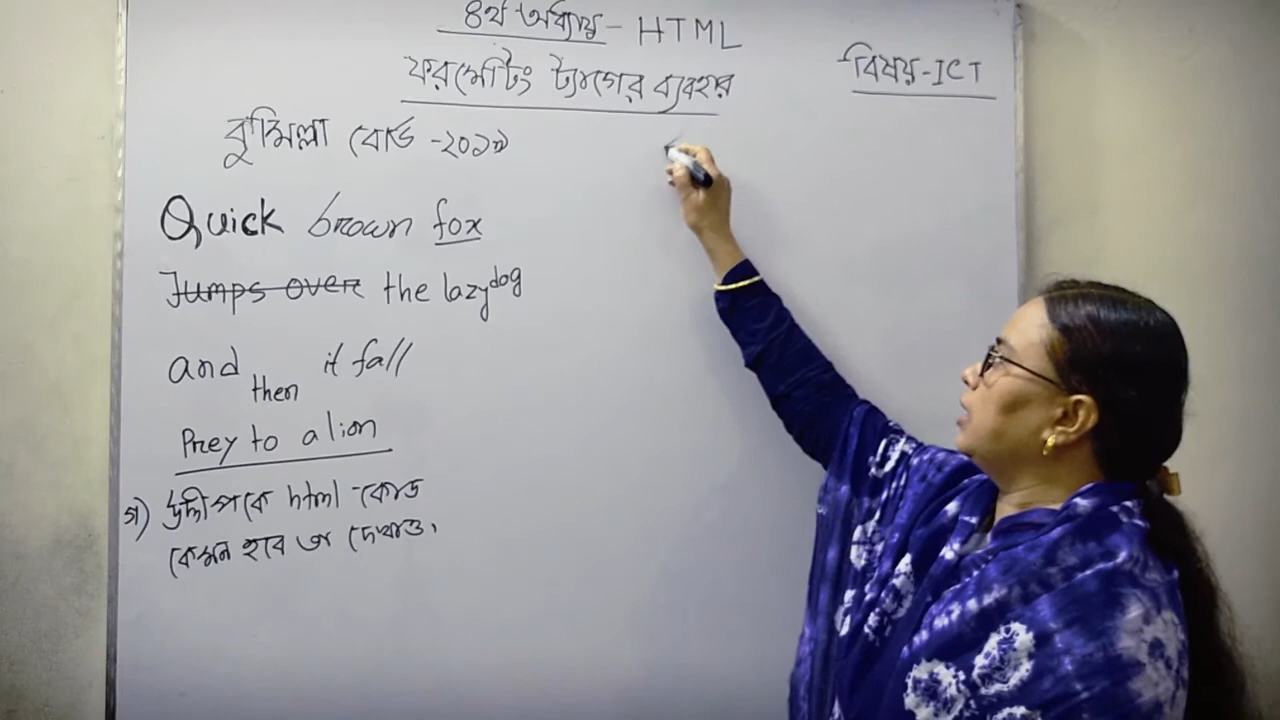 ৪র্থ অধ্যায় - HTML
ফরমেটিং ট্যাগের ব্যবহার
বিষয়-ICT
কুমিল্লা বোর্ড -২০১৯
Quick brown fox
Jumps over the lazy dog
and then it fall
Prey to a lion
গ) উদ্দীপকে html -কোড
কেমন হবে তা দেখাও।